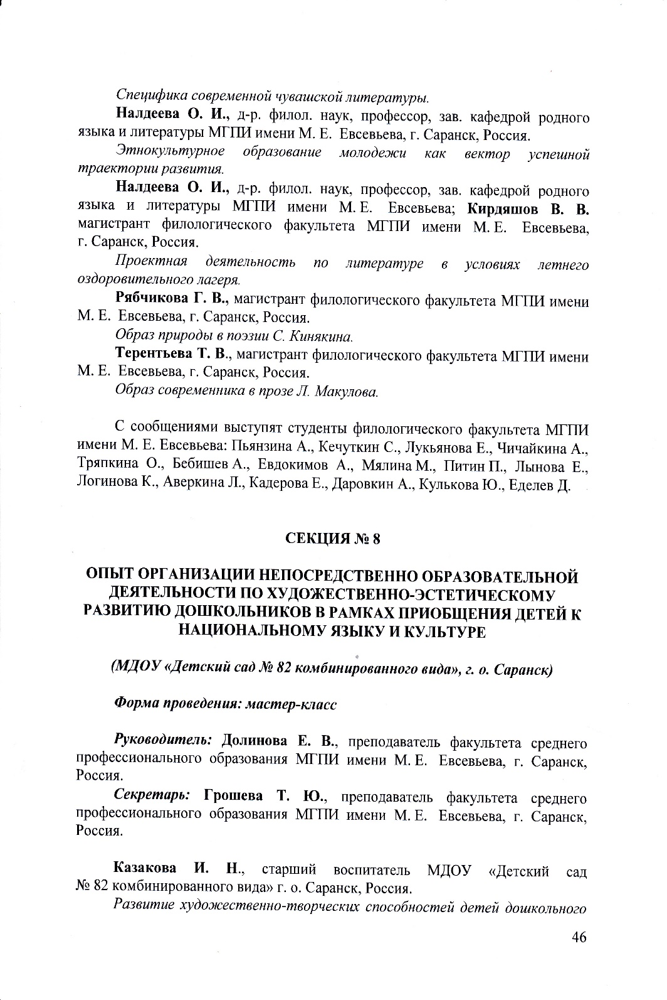 Специфика современной чувашской литературы.
Налдеева О. И., д-р. филол. наук, профессор, зав. кафедрой родного
языка и литературы МГПИ имени М. Е. Евсевьева, г. Саранск, Россия.
Этнокультурное образование молодежи как вектор успешной
траектории развития.
Налдеева О. И., д-р. филол. наук, профессор, зав. кафедрой родного
языка и литературы МГПИ имени М. Е. Евсевьева; Кирдяшов В. В.
магистрант филологического факультета МГПИ имени М. Е. Евсевьева,
г. Саранск, Россия.
Проектная деятельность по литературе в условиях летнего
оздоровительного лагеря.
Рябчикова Г. В., магистрант филологического факультета МГПИ имени
М. Е. Евсевьева, г. Саранск, Россия.
Образ природы в поэзии С. Кинякина.
Терентьева Т. В., магистрант филологического факультета МГПИ имени
М. Е. Евсевьева, г. Саранск, Россия.
Образ современника в прозе Л. Макулова.
С сообщениями выступят студенты филологического факультета МГПИ
имени М. Е. Евсевьева: Пьянзина А., Кечуткин С., Лукьянова Е., Чичайкина А.,
Тряпкина О., Бебишев А., Евдокимов А., Мялина М., Питин П., Лынова Е.,
Логинова К., Аверкина Л., Кадерова Е., Даровкин А., Кулькова Ю., Еделев Д.
СЕКЦИЯ № 8
ОПЫТ ОРГАНИЗАЦИИ НЕПОСРЕДСТВЕННО ОБРАЗОВАТЕЛЬНОЙ
ДЕЯТЕЛЬНОСТИ ПО ХУДОЖЕСТВЕННО-ЭСТЕТИЧЕСКОМУ
РАЗВИТИЮ ДОШКОЛЬНИКОВ В РАМКАХ ПРИОБЩЕНИЯ ДЕТЕЙ К
НАЦИОНАЛЬНОМУ ЯЗЫКУ И КУЛЬТУРЕ
(МДОУ «Детский сад № 82 комбинированного вида», г. о. Саранск)
Форма проведения: мастер-класс
Руководитель: Долинова Е. В., преподаватель факультета среднего
профессионального образования МГПИ имени М. Е. Евсевьева, г. Саранск,
Россия.
Секретарь: Грошева Т. Ю., преподаватель факультета среднего
профессионального образования МГПИ имени М. Е. Евсевьева, г. Саранск,
Россия.
Казакова И. Н., старший воспитатель МДОУ «Детский сад
№ 82 комбинированного вида» г. о. Саранск, Россия.
Развитие художественно-творческих способностей детей дошкольного
46